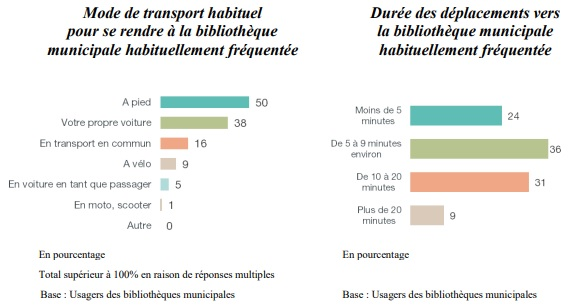 Mode de transport habituel
pour se rendre à la bibliothèque
municipale habituellement fréquentée
A pied 50
Votre propre voiture 38
En transport en commun 16
A vélo 9
En voiture en tant que passager 5
En moto, scooter 1
Autre 0
En pourcentage
Total supérieur à 100% en raison de réponses multiples
Base : Usagers des bibliothèques municipales
Durée des déplacements vers
la bibliothèque municipale
habituellement fréquentée
Moins de 5
minutes 24
De 5 à 9 minutes
environ 36
De 10 à 20
minutes 31
Plus de 20
minutes 9
En pourcentage
Base : Usagers des bibliothèques municipales